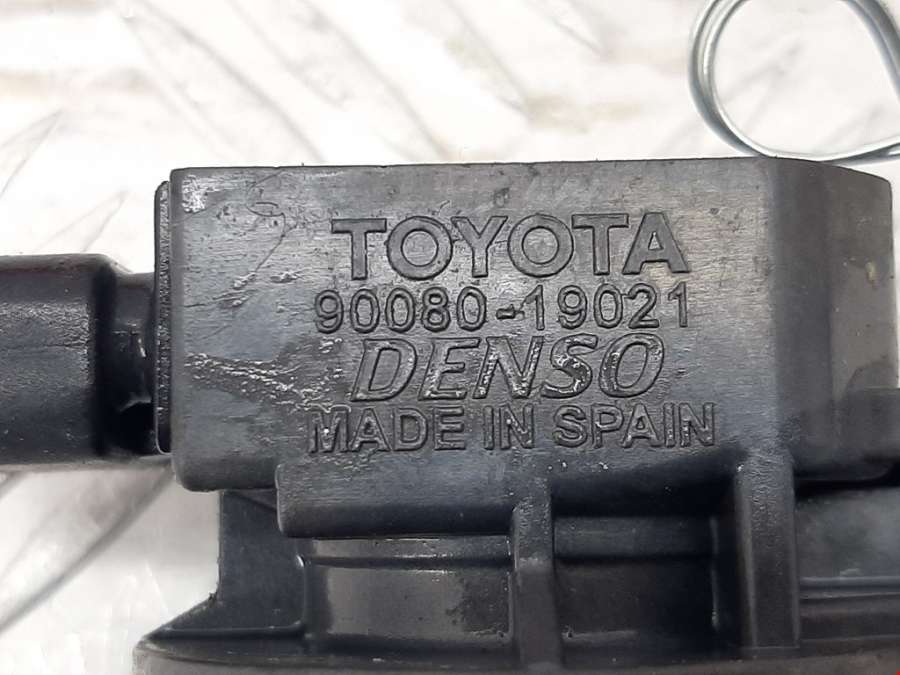 TOYOTA
90080-19021
DENSO
MADE IN SPAIN